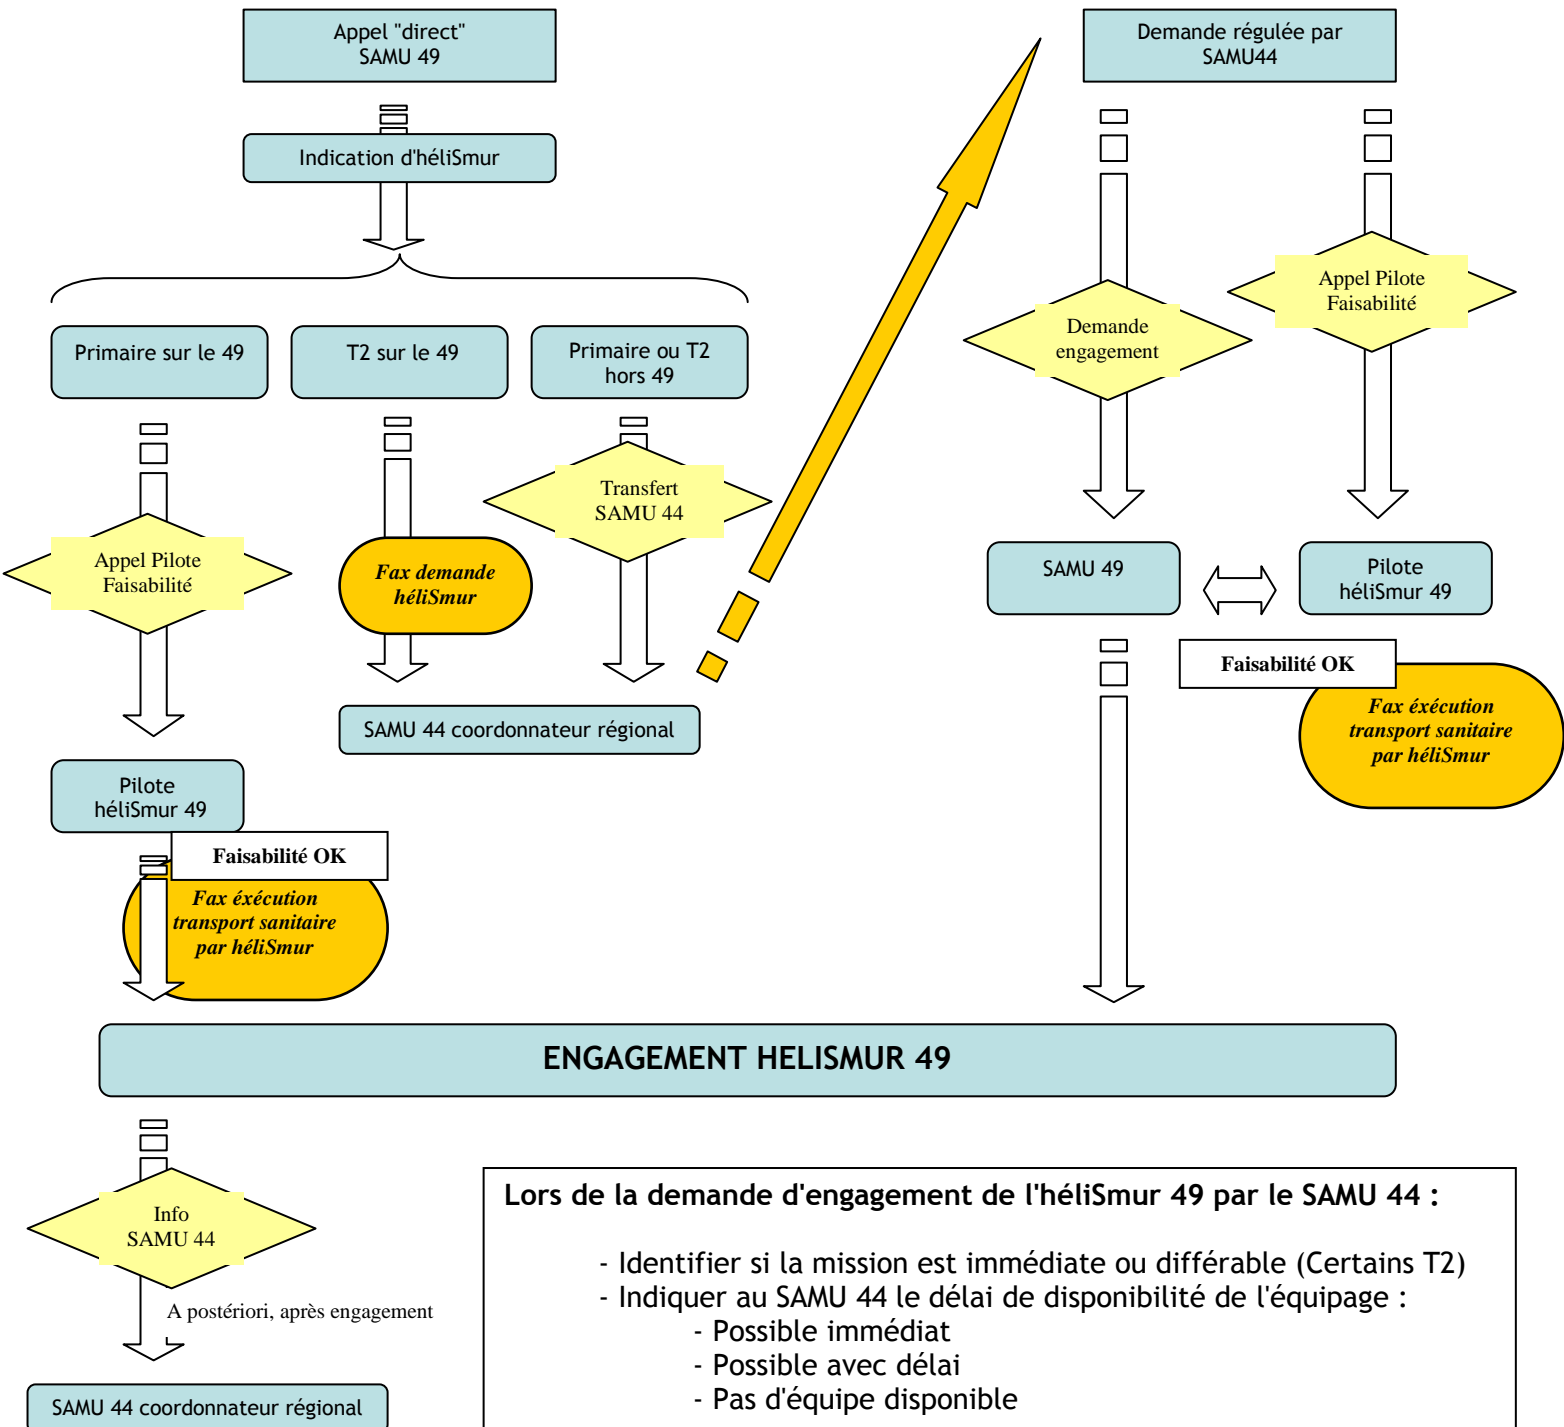 Appel "direct"
SAMU 49
Indication d'héliSmur
Primaire sur le 49
T2 sur le 49
Primaire ou T2
hors 49
Appel Pilote
Faisabilité
Fax demande
héliSmur
Transfert
SAMU 44
SAMU 44 coordonnateur régional
Pilote
héliSmur 49
Faisabilité OK
Fax éxécution
transport sanitaire
par héliSmur
Demande régulée par
SAMU44
Demande
engagement
Appel Pilote
Faisabilité
SAMU 49
Pilote
héliSmur 49
Faisabilité OK
Fax éxécution
transport sanitaire
par héliSmur
ENGAGEMENT HELISMUR 49
Info
SAMU 44
A postériori, après engagement
SAMU 44 coordonnateur régional
Lors de la demande d'engagement de l'héliSmur 49 par le SAMU 44 :
- Identifier si la mission est immédiate ou différable (Certains T2)
- Indiquer au SAMU 44 le délai de disponibilité de l'équipage :
- Possible immédiat
- Possible avec délai
- Pas d'équipe disponible